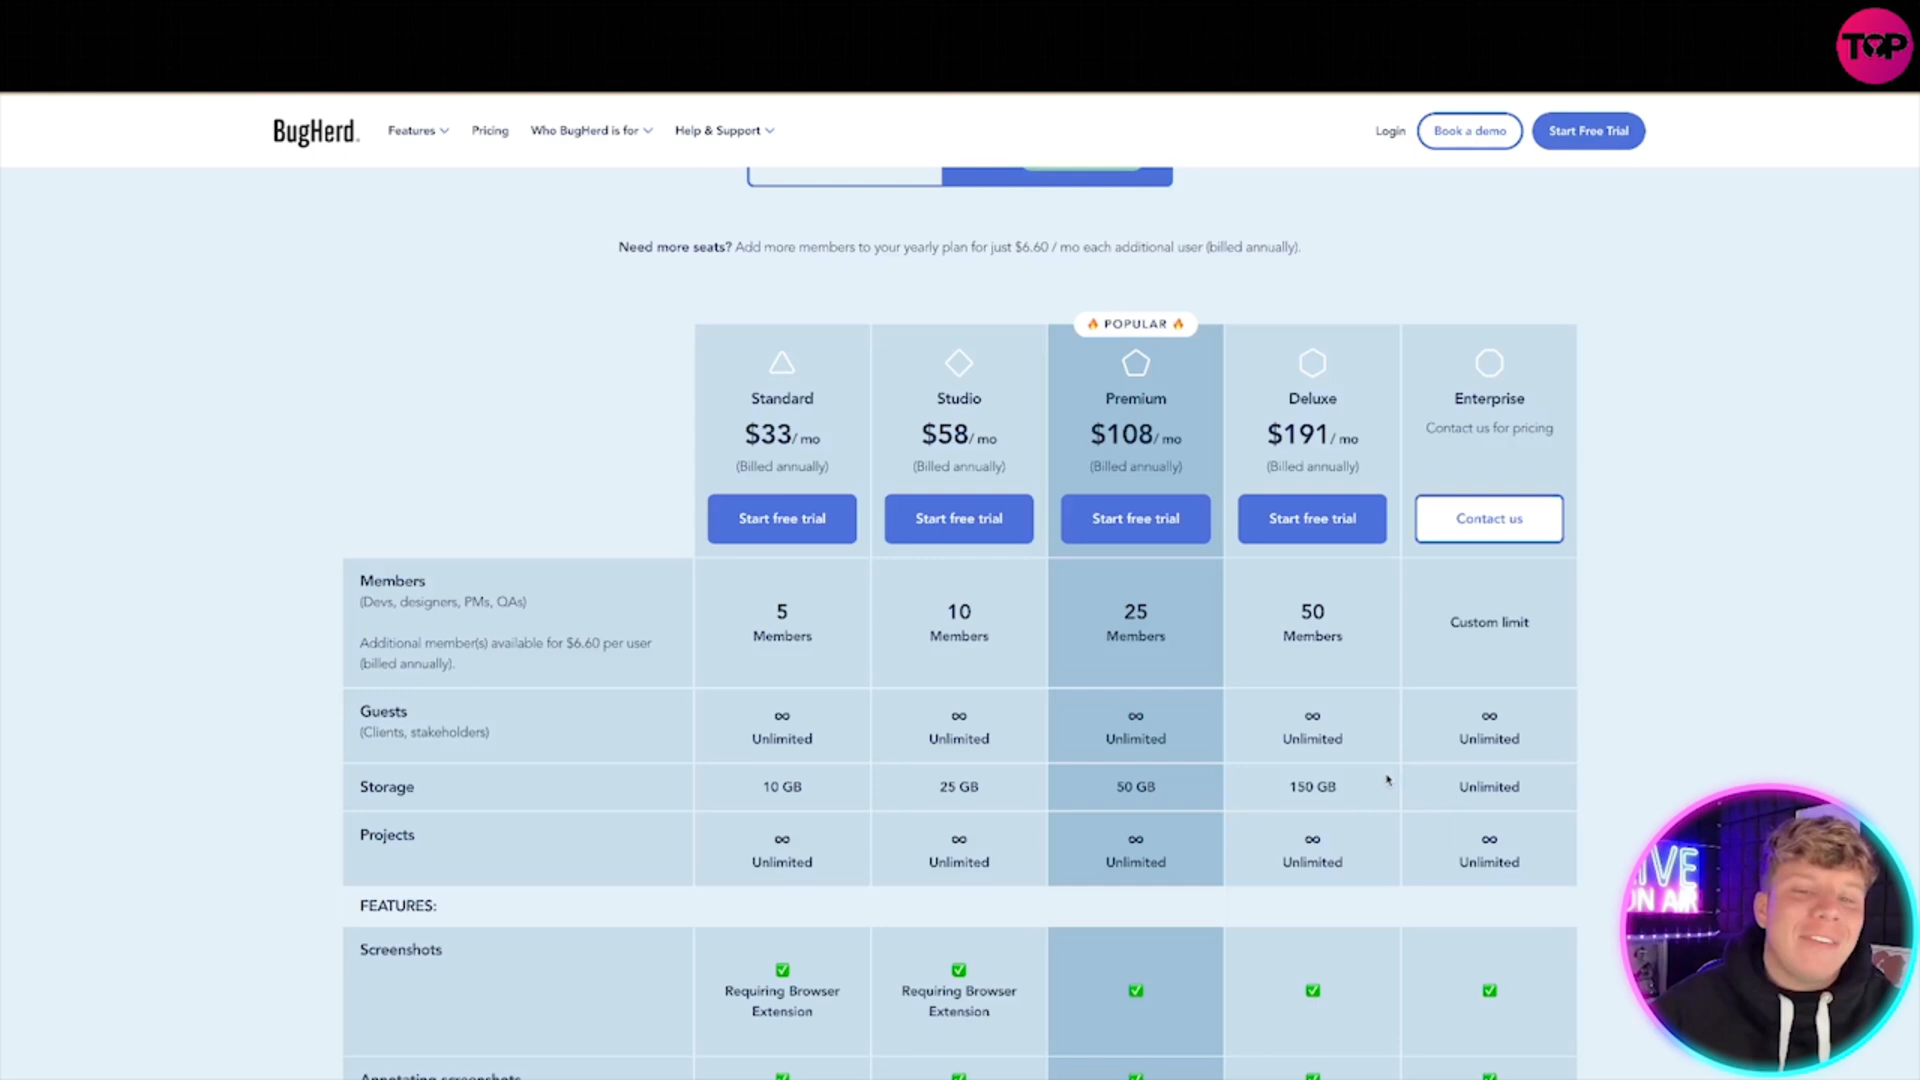 TOP
BugHerd.
Features
Pricing
Who BugHerd is for
Help & Support
Login
Book a demo
Start Free Trial
Need more seats? Add more members to your yearly plan for just $6.60 / mo each additional user (billed annually).
🔥 POPULAR 🔥
Standard
Studio
Premium
Deluxe
Enterprise
$33/ mo
$58/ mo
$108/ mo
$191/ mo
Contact us for pricing
(Billed annually)
(Billed annually)
(Billed annually)
(Billed annually)
Start free trial
Start free trial
Start free trial
Start free trial
Contact us
Members
(Devs, designers, PMs, QAs)
Additional member(s) available for $6.60 per user
(billed annually).
5
Members
10
Members
25
Members
50
Members
Custom limit
Guests
(Clients, stakeholders)
∞
Unlimited
∞
Unlimited
∞
Unlimited
∞
Unlimited
∞
Unlimited
Storage
10 GB
25 GB
50 GB
150 GB
Unlimited
Projects
∞
Unlimited
∞
Unlimited
∞
Unlimited
∞
Unlimited
∞
Unlimited
FEATURES:
Screenshots
✅
Requiring Browser
Extension
✅
Requiring Browser
Extension
✅
✅
✅
Annotating screenshots
ON AIR